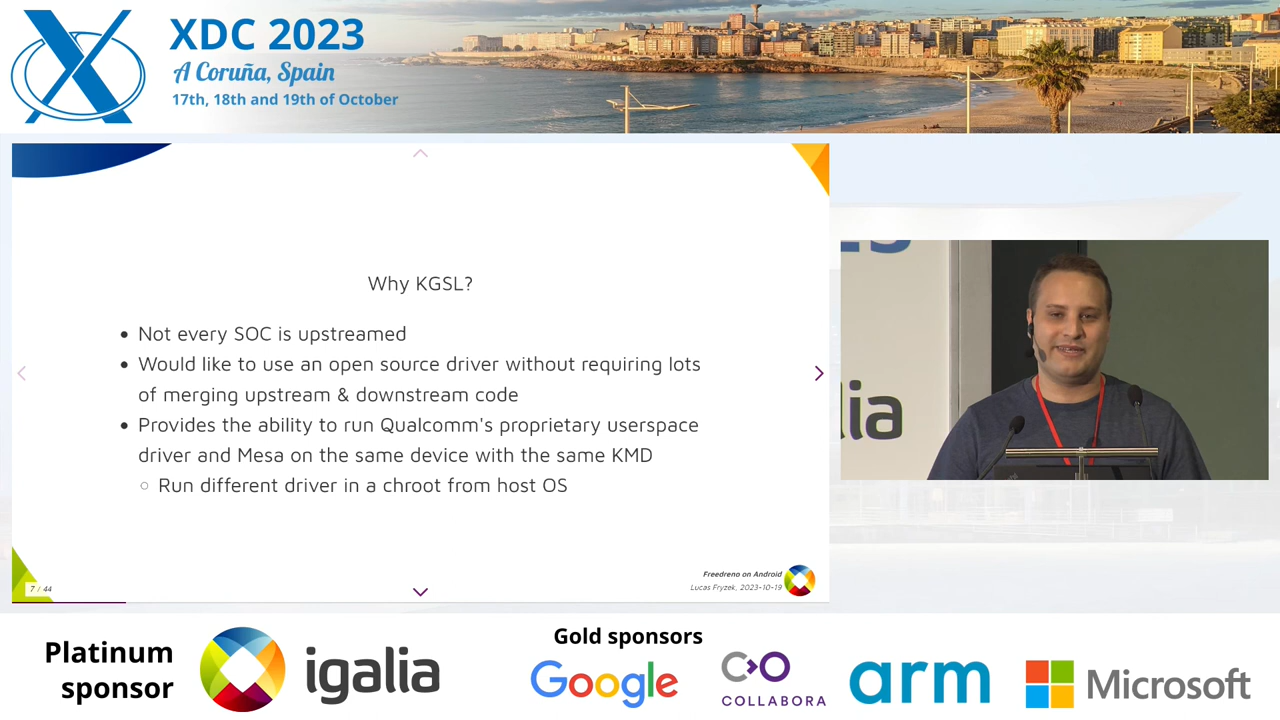 XDC 2023
A Coruña, Spain
17th, 18th and 19th of October
Why KGSL?
• Not every SOC is upstreamed
• Would like to use an open source driver without requiring lots
of merging upstream & downstream code
• Provides the ability to run Qualcomm's proprietary userspace
driver and Mesa on the same device with the same KMD
○ Run different driver in a chroot from host OS
7 / 44
Freedreno on Android
Lucas Fryzek, 2023-10-19
lia
Platinum
sponsor
igalia
Gold sponsors
Google
COLLABORA
arm
Microsoft